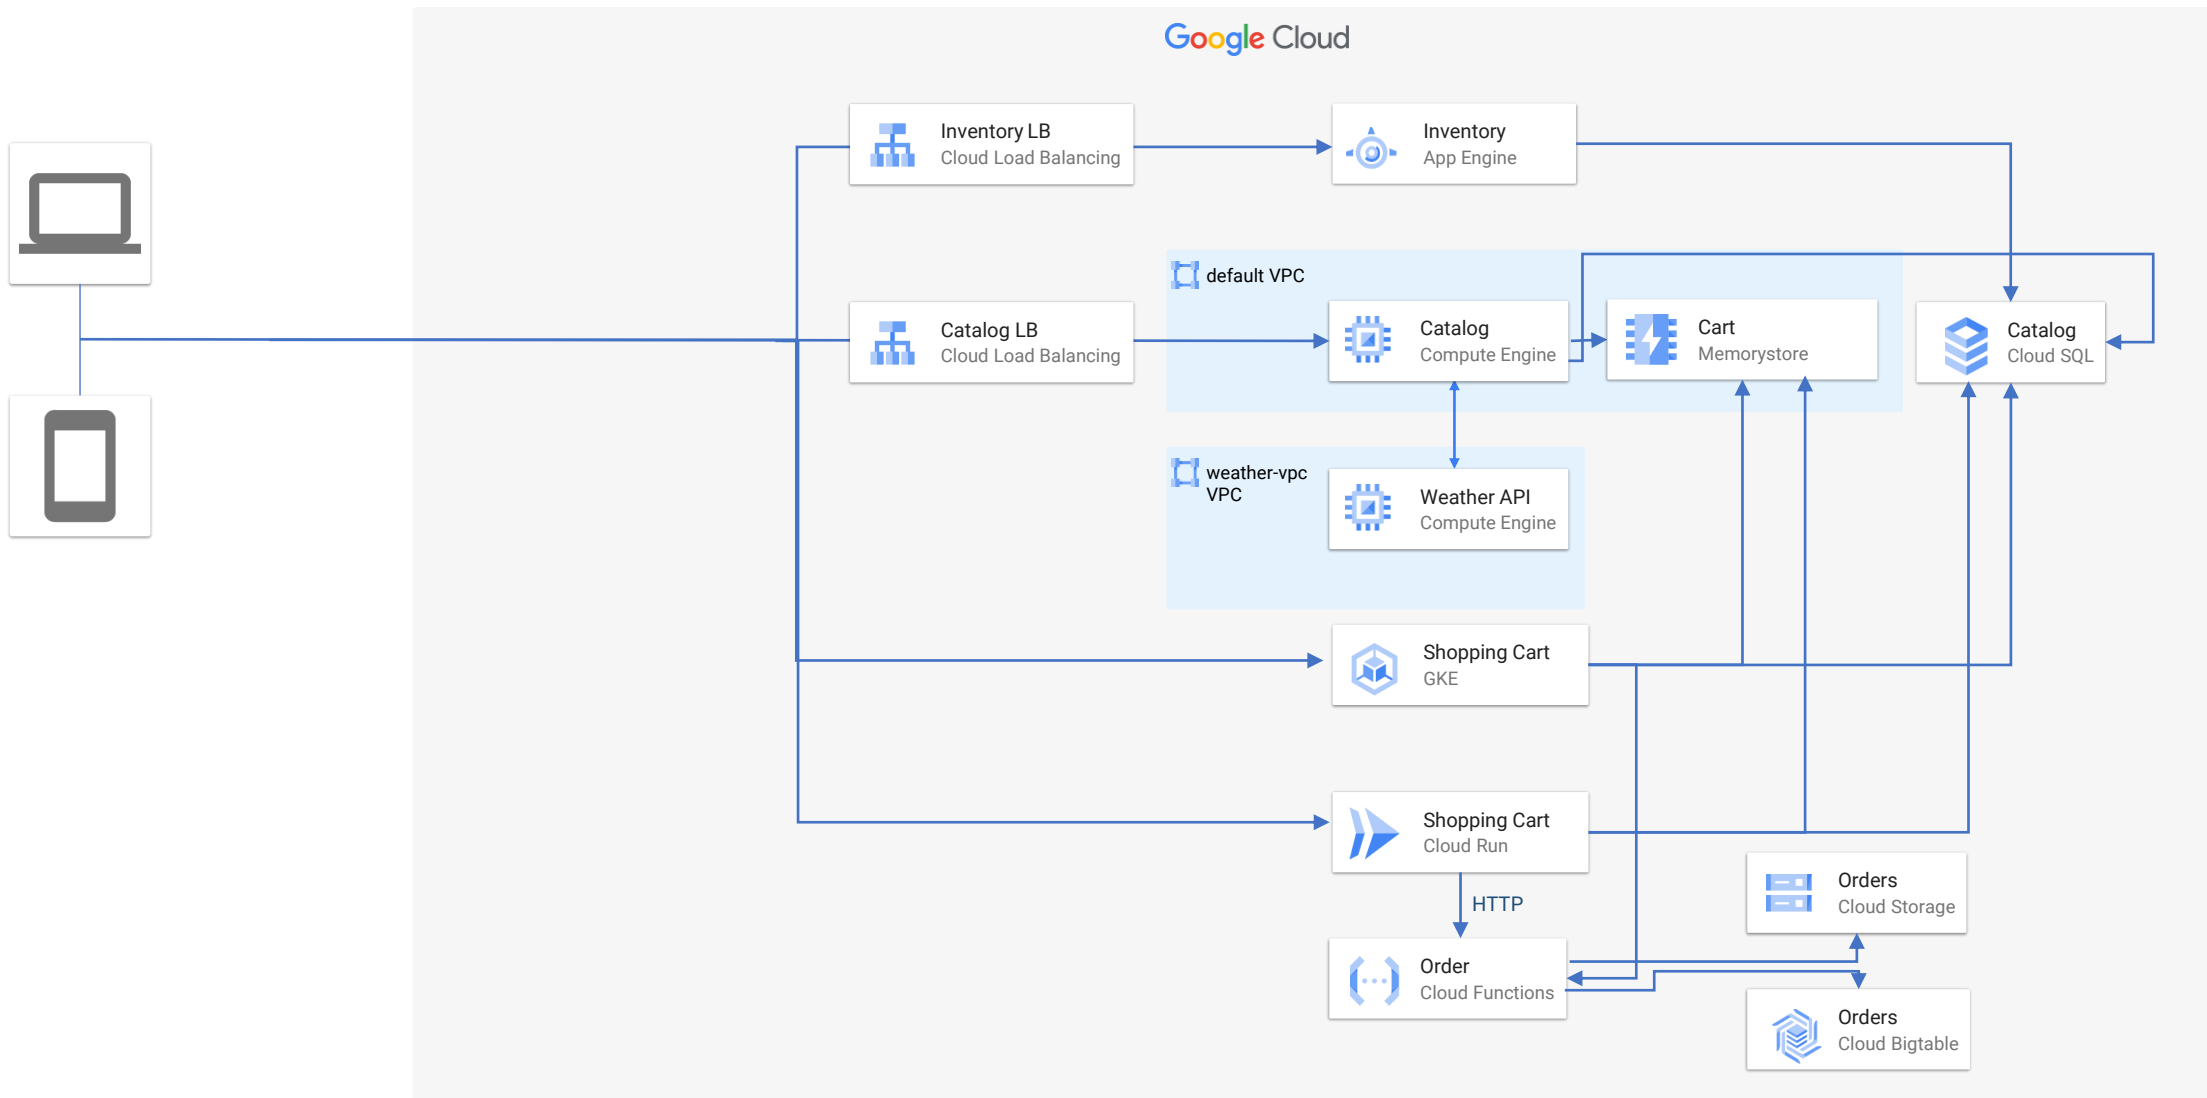 Google Cloud
Inventory LB
Cloud Load Balancing
Inventory
App Engine
default VPC
Catalog LB
Cloud Load Balancing
Catalog
Compute Engine
Cart
Memorystore
Catalog
Cloud SQL
weather-vpc
VPC
Weather API
Compute Engine
Shopping Cart
GKE
Shopping Cart
Cloud Run
HTTP
Orders
Cloud Storage
Order
Cloud Functions
Orders
Cloud Bigtable